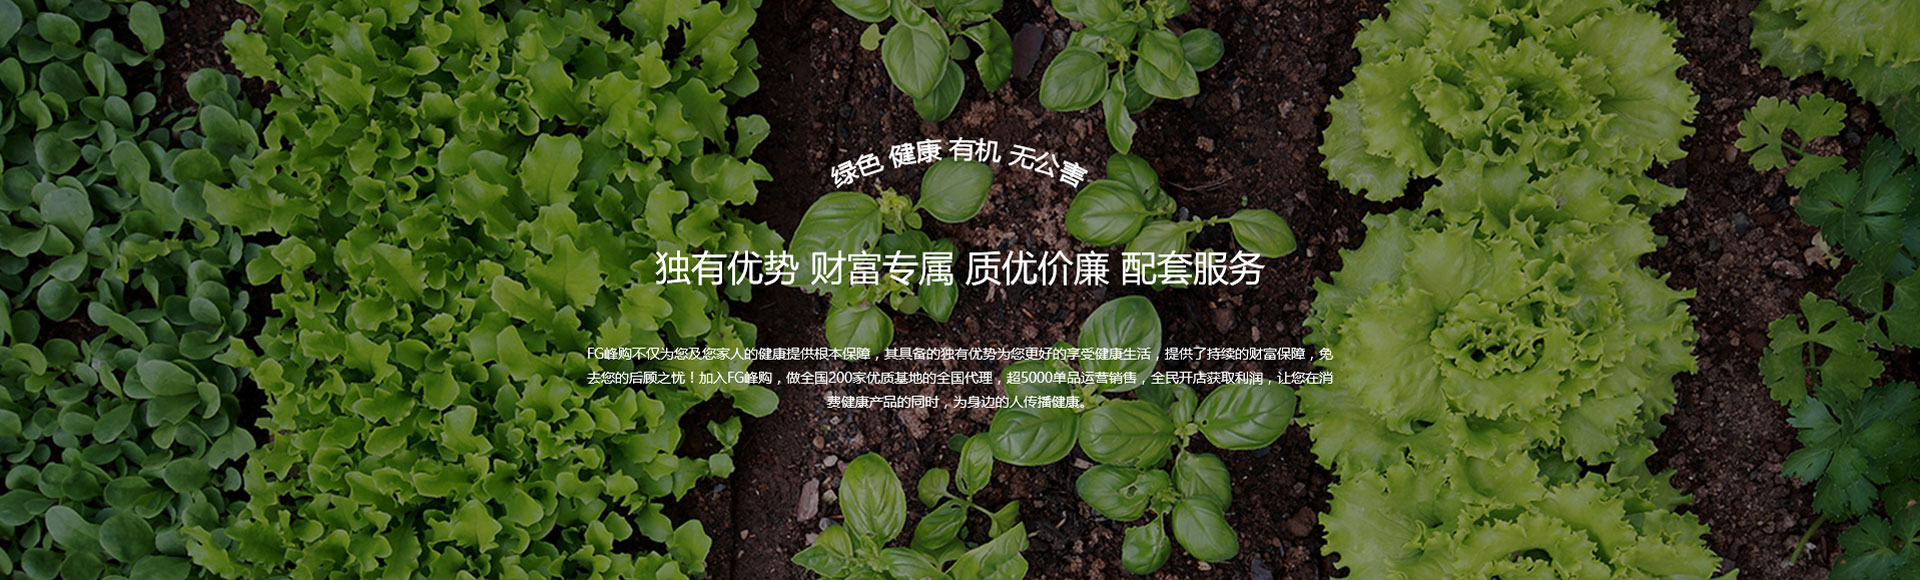 绿色 健康 有机 无公害
独有优势 财富专属 质优价廉 配套服务
FG峰购不仅为您及您家人的健康提供根本保障，其具备的独有优势为您更好的享受健康生活，提供了持续的财富保障，免
去您的后顾之忧！加入FG峰购，做全国200家优质基地的全国代理，超5000单品运营销售，全民开店获取利润，让您在消
费健康产品的同时，为身边的人传播健康。